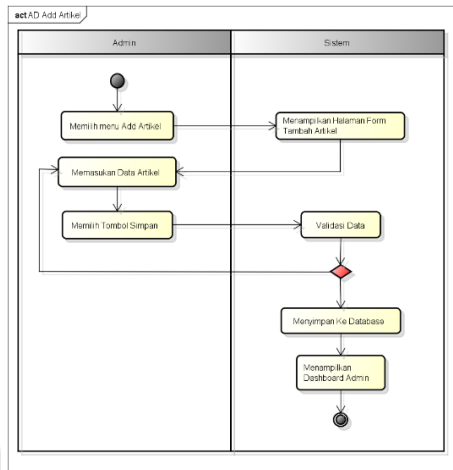 act AD Add Artikel
Admin
Sistem
Memilih menu Add Artikel
Menampilkan Halaman Form
Tambah Artikel
Memasukan Data Artikel
Memilih Tombol Simpan
Validasi Data
Menyimpan Ke Database
Menampilkan
Dashboard Admin